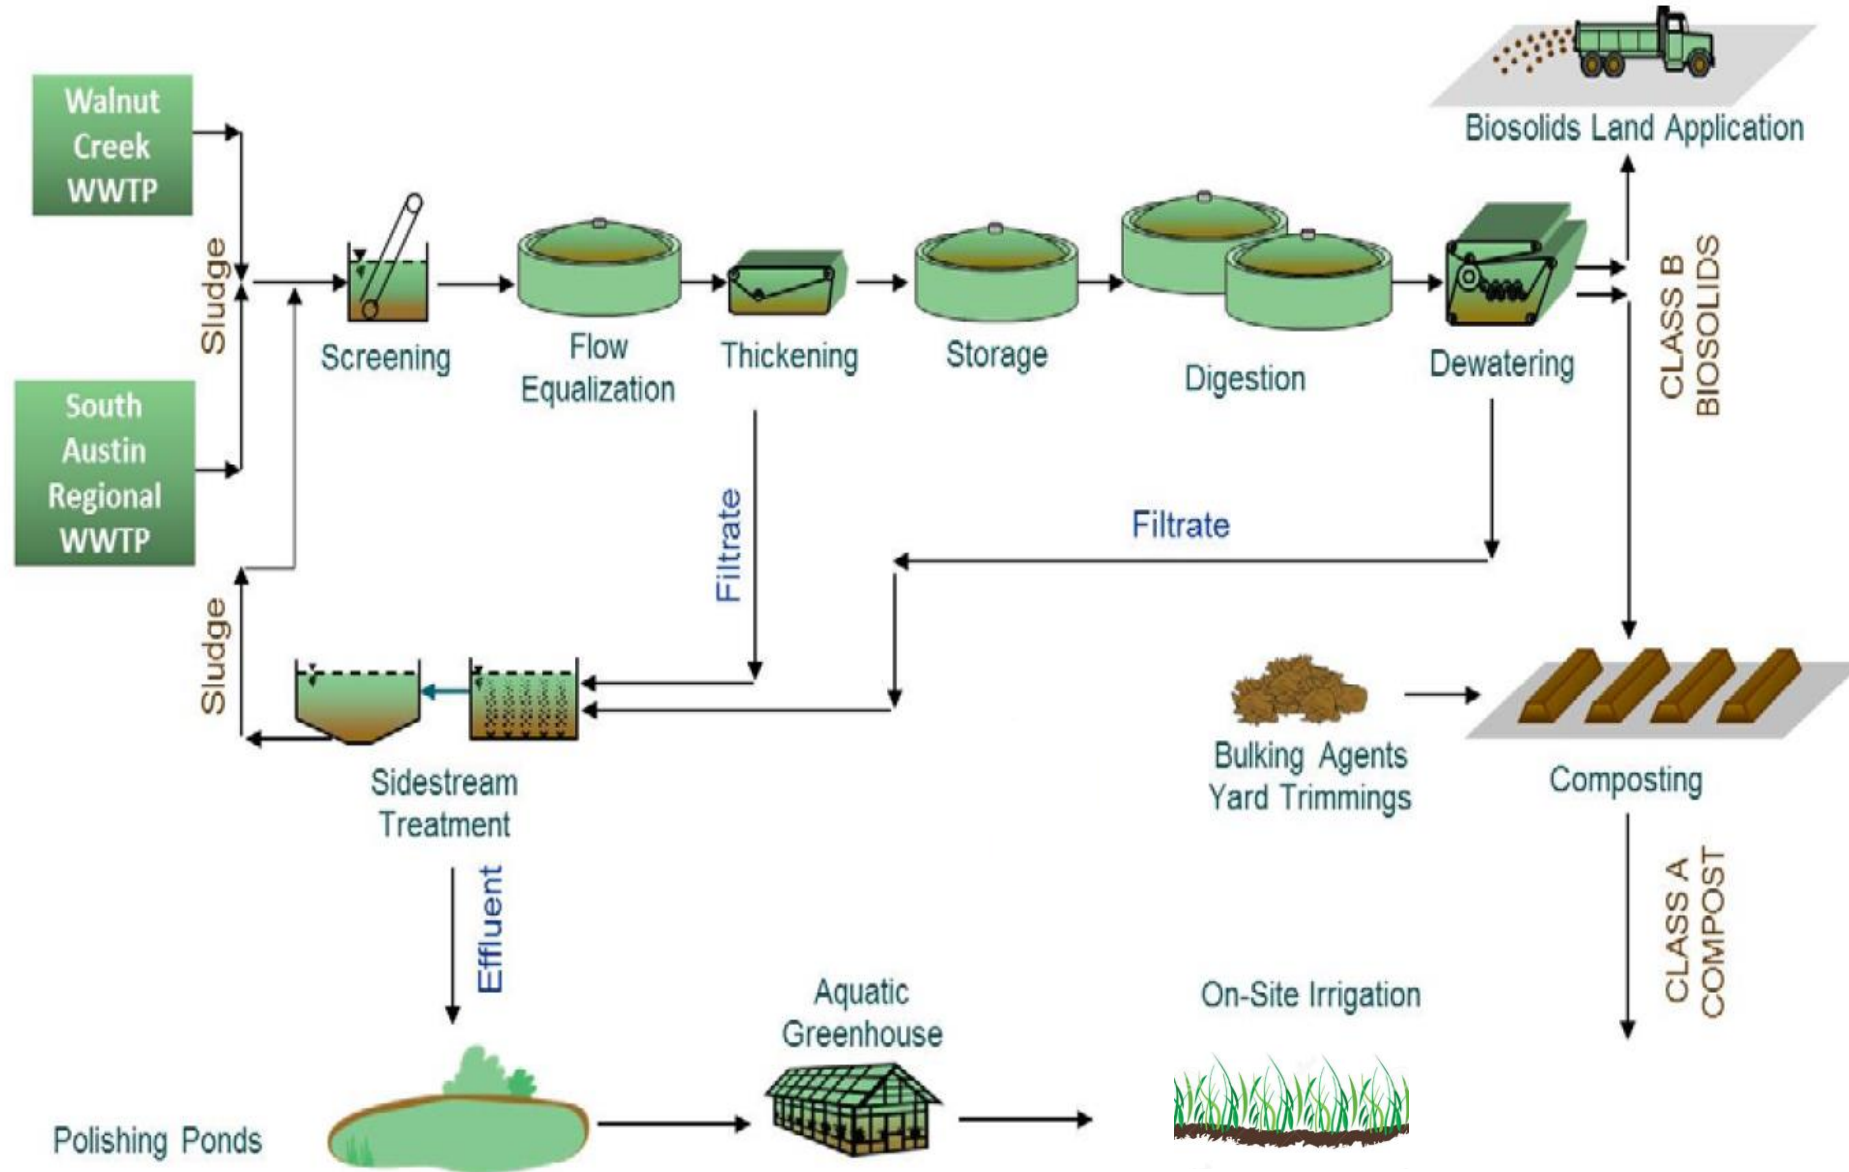 Walnut
Creek
WWTP
Biosolids Land Application
Sludge
Screening
Flow
Equalization
Thickening
Storage
Digestion
Dewatering
CLASS B
BIOSOLIDS
South
Austin
Regional
WWTP
Filtrate
Filtrate
Sludge
Sidestream
Treatment
Bulking Agents
Yard Trimmings
Composting
Effluent
CLASS A
COMPOST
Aquatic
Greenhouse
On-Site Irrigation
Polishing Ponds